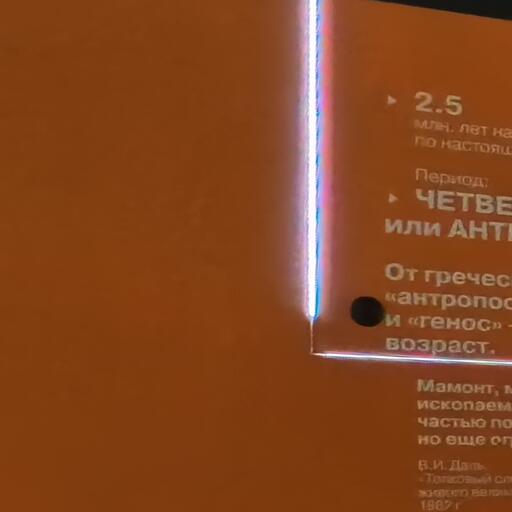 2.5
млн. лет на
по настоящ
Период:
ЧЕТВЕ
или АНТ
От гречес
«антропос
и «генос» -
возраст.
Мамонт, м
ископаем
частью по
но еще ог
В.И. Даль.
«Толковый сл
живого велик
1882 г.